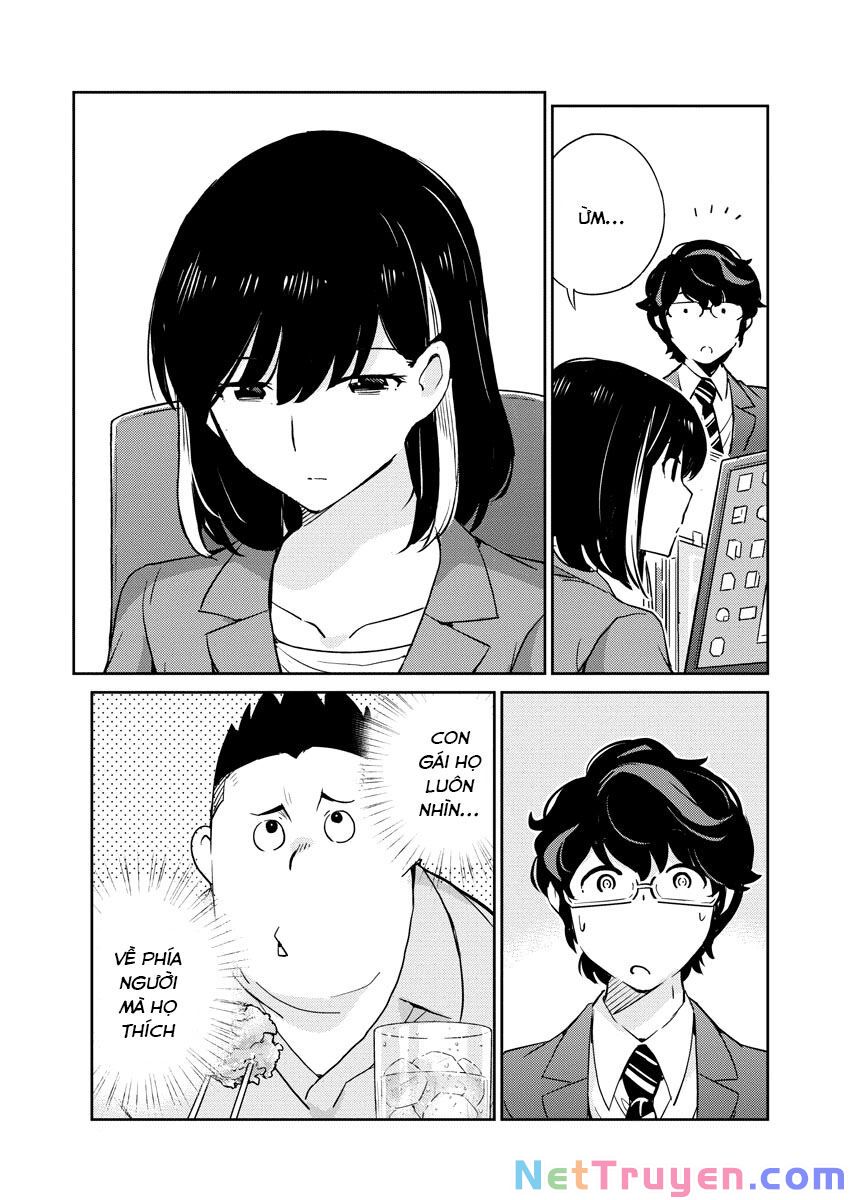 ỪM...
CON
GÁI HỌ
LUÔN
NHÌN...
VỀ PHÍA
NGƯỜI
MÀ HỌ
THÍCH
NetTruyen.com